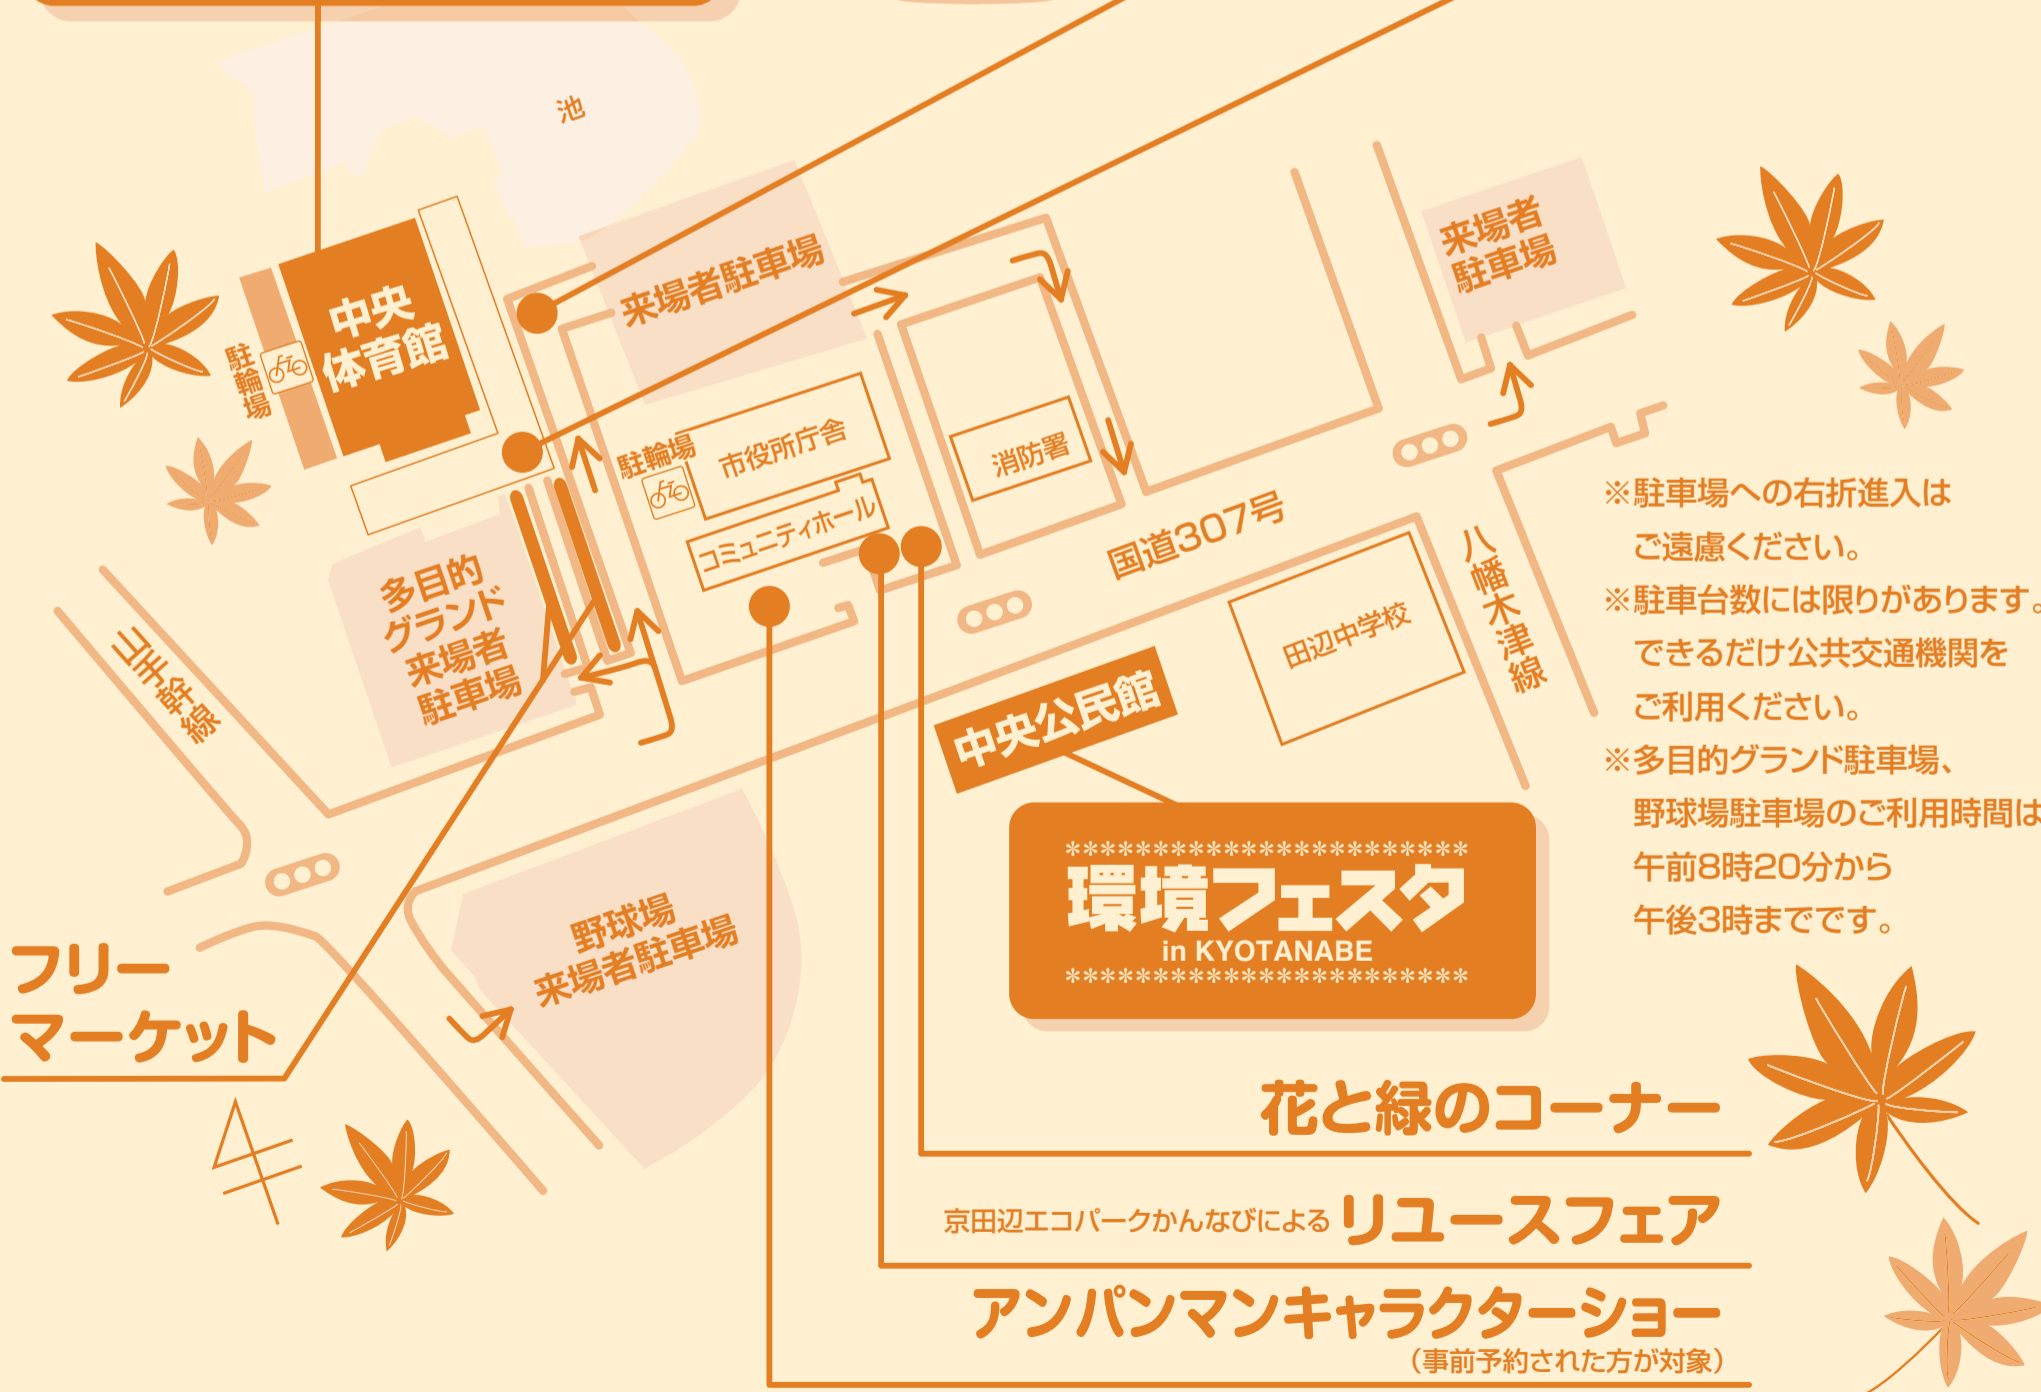 池
来場者駐車場
来場者
駐車場
中央
体育館
駐輪場
駐輪場
市役所庁舎
コミュニティホール
消防署
国道307号
多目的
グランド
来場者
駐車場
山手幹線
八幡木津線
田辺中学校
中央公民館
野球場
来場者駐車場
※駐車場への右折進入は
ご遠慮ください。
※駐車台数には限りがあります。
できるだけ公共交通機関を
ご利用ください。
※多目的グランド駐車場、
野球場駐車場のご利用時間は
午前8時20分から
午後3時までです。
***********************
環境フェスタ
in KYOTANABE
***********************
フリー
マーケット
花と緑のコーナー
京田辺エコパークかんなびによる リユースフェア
アンパンマンキャラクターショー
（事前予約された方が対象）